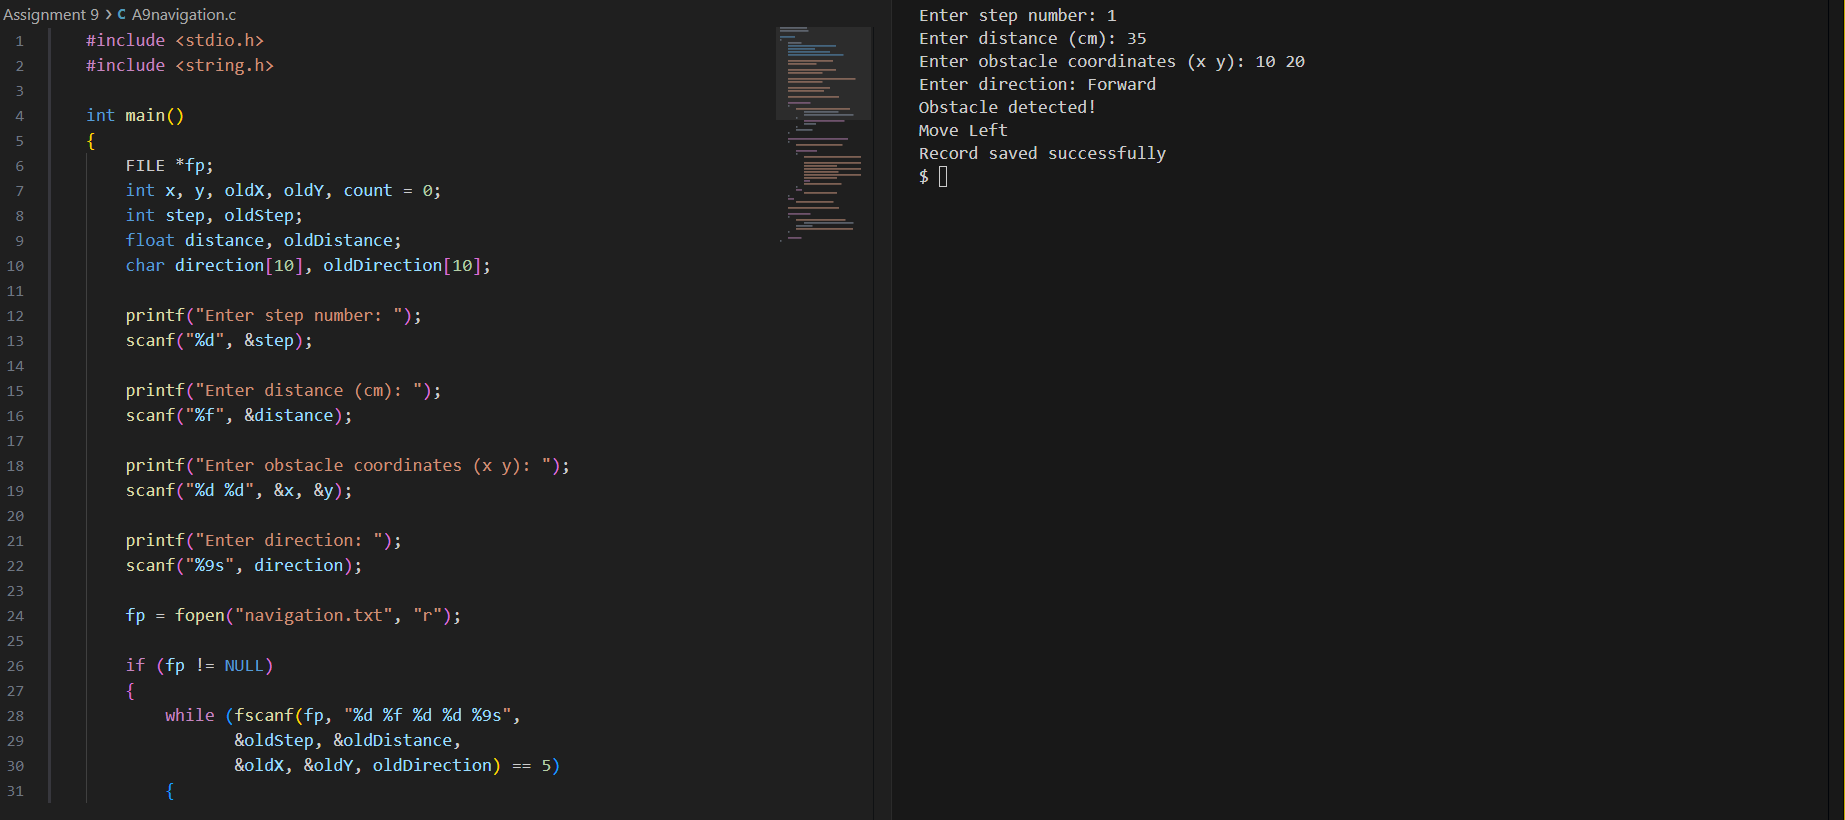 Assignment 9 > C A9navigation.c
1 #include <stdio.h>
2 #include <string.h>
3
4 int main()
5 {
6 FILE *fp;
7 int x, y, oldX, oldY, count = 0;
8 int step, oldStep;
9 float distance, oldDistance;
10 char direction[10], oldDirection[10];
11
12 printf("Enter step number: ");
13 scanf("%d", &step);
14
15 printf("Enter distance (cm): ");
16 scanf("%f", &distance);
17
18 printf("Enter obstacle coordinates (x y): ");
19 scanf("%d %d", &x, &y);
20
21 printf("Enter direction: ");
22 scanf("%9s", direction);
23
24 fp = fopen("navigation.txt", "r");
25
26 if (fp != NULL)
27 {
28 while (fscanf(fp, "%d %f %d %d %9s",
29 &oldStep, &oldDistance,
30 &oldX, &oldY, oldDirection) == 5)
31 {
Enter step number: 1
Enter distance (cm): 35
Enter obstacle coordinates (x y): 10 20
Enter direction: Forward
Obstacle detected!
Move Left
Record saved successfully
$